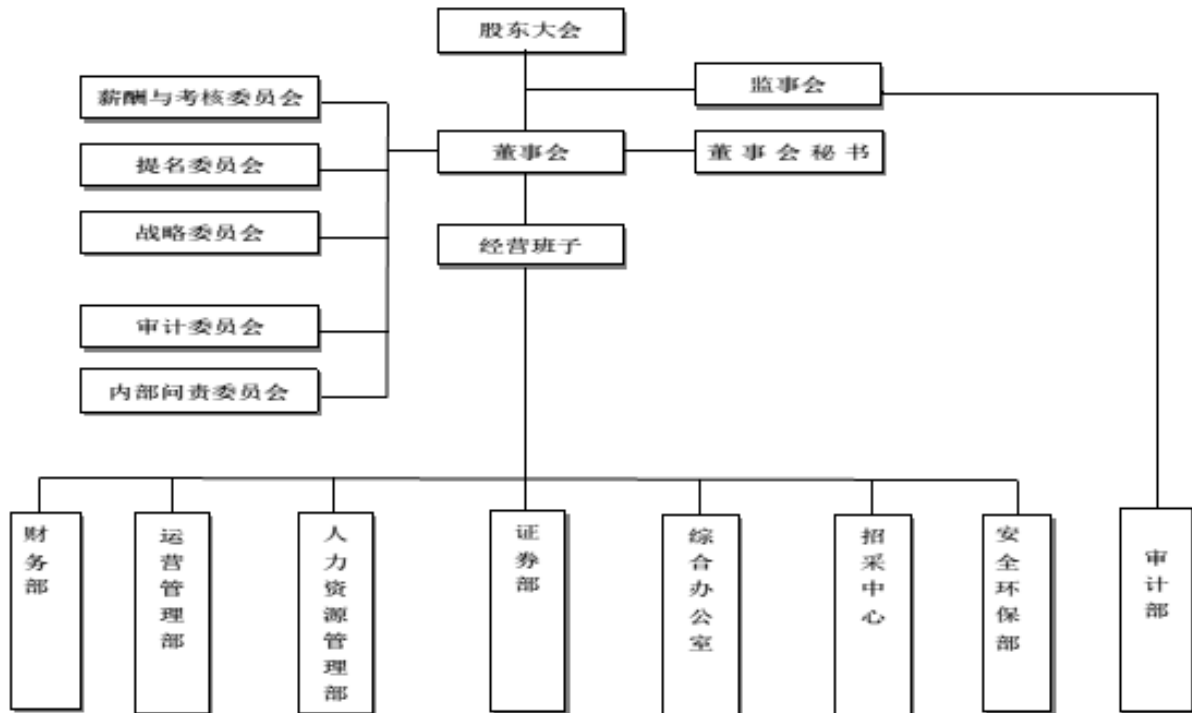 股东大会
监事会
薪酬与考核委员会
董事会
董事会秘书
提名委员会
战略委员会
经营班子
审计委员会
内部问责委员会
财务部
运营管理部
人力资源管理部
证券部
综合办公室
招采中心
安全环保部
审计部